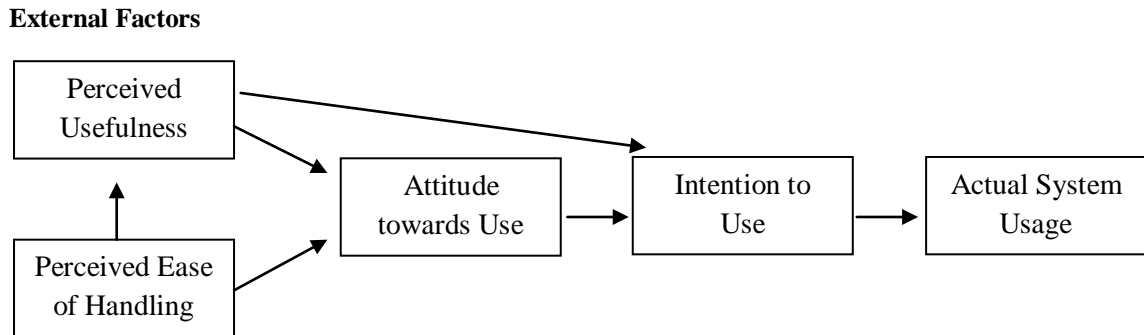 External Factors
Perceived
Usefulness
Attitude
towards Use
Intention to
Use
Actual System
Usage
Perceived Ease
of Handling